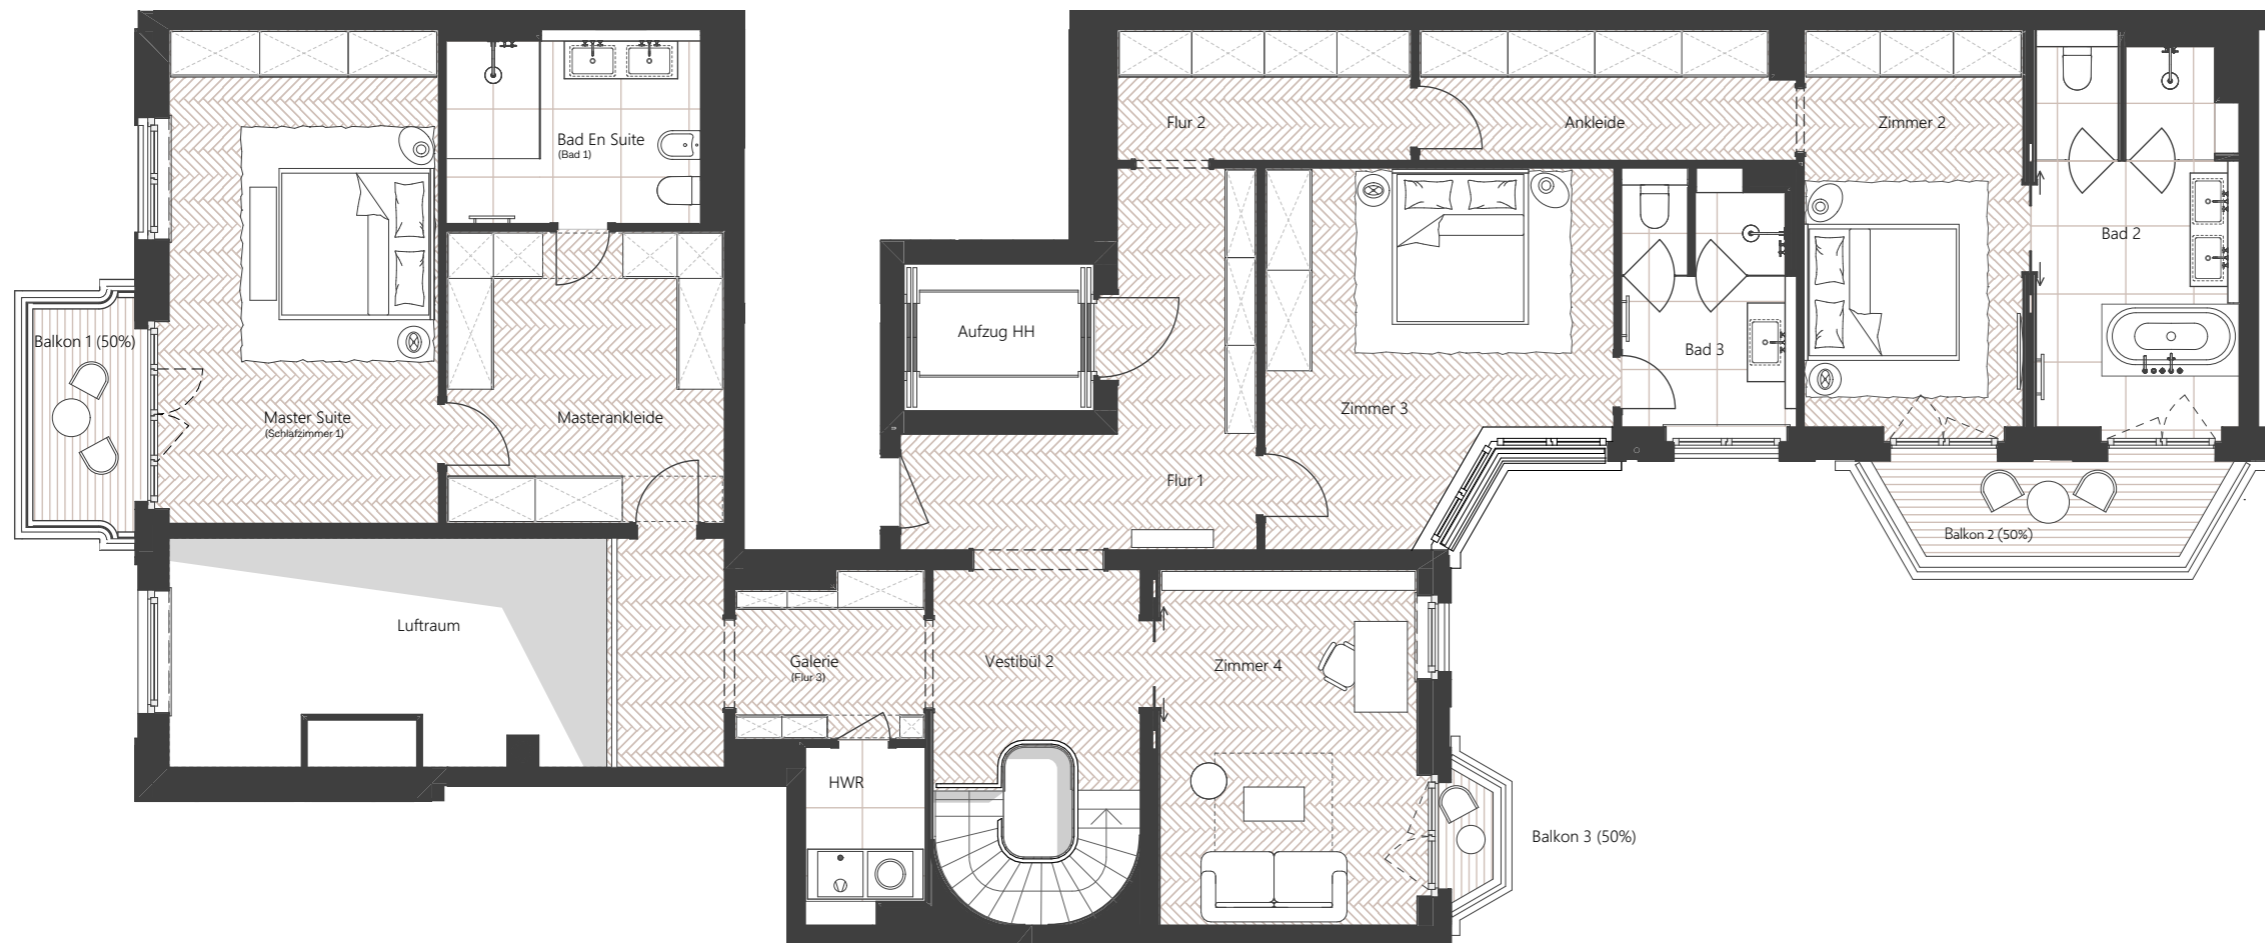 Flur 2
Ankleide
Zimmer 2
Bad En Suite
(Bad 1)
Bad 2
Aufzug HH
Balkon 1 (50%)
Bad 3
Master Suite
(Schlafzimmer 1)
Masterankleide
Zimmer 3
Flur 1
Balkon 2 (50%)
Luftraum
Galerie
(Flur 3)
Vestibül 2
Zimmer 4
HWR
Balkon 3 (50%)